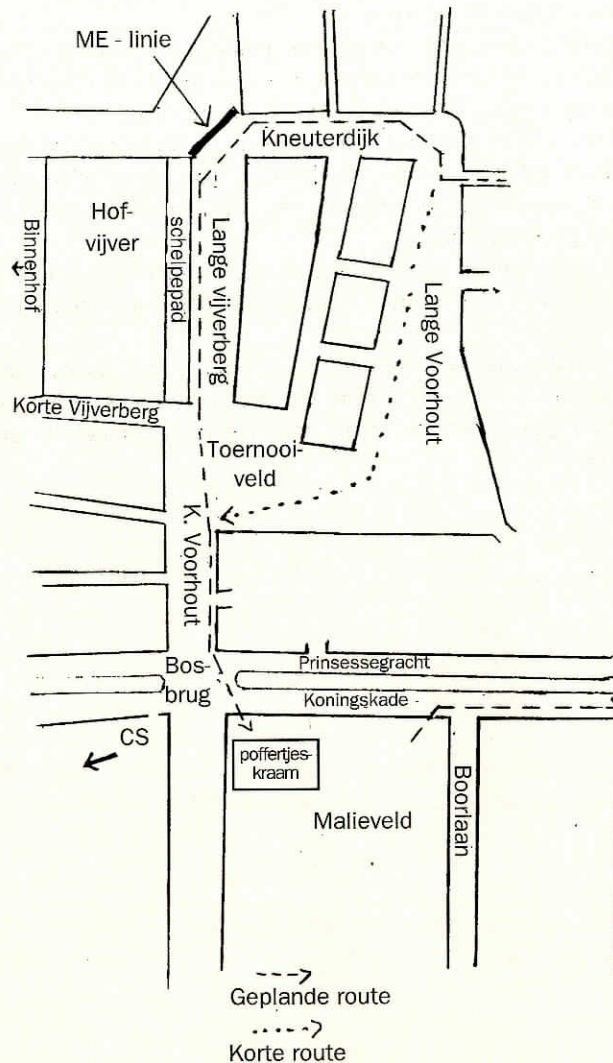 ME - linie
Kneuterdijk
Hof-
vijver
schelpepad
Binnenhof
Lange vijverberg
Lange Voorhout
Korte Vijverberg
Toernooi-
veld
K. Voorhout
Bos-
brug
Prinsessegracht
Koningskade
CS
poffertjes-
kraam
Malieveld
Boorlaan
Geplande route
Korte route